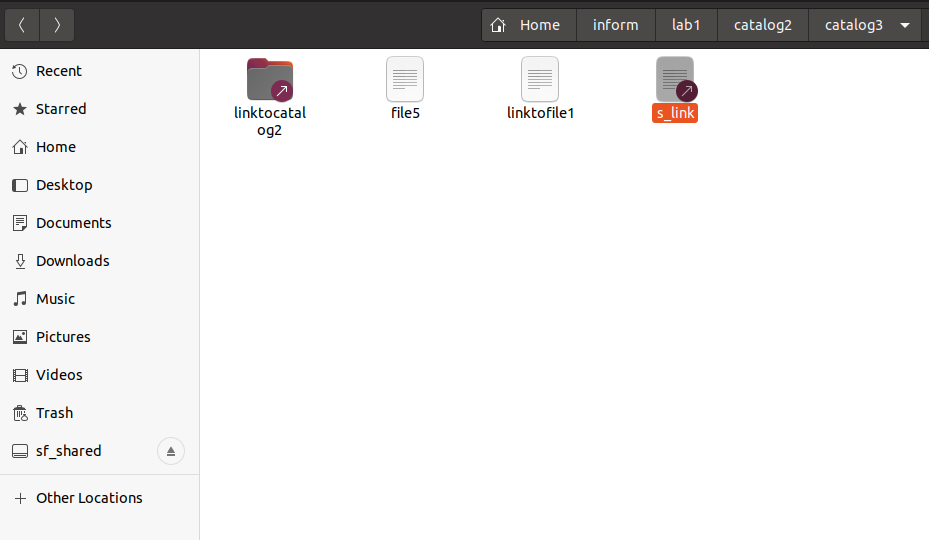 Home
inform
lab1
catalog2
catalog3
Recent
Starred
Home
Desktop
Documents
Downloads
Music
Pictures
Videos
Trash
sf_shared
Other Locations
linktocatal
og2
file5
linktofile1
s_link